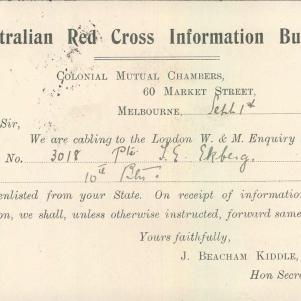 tralian Red Cross Information Bu
Colonial Mutual Chambers,
60 Market Street,
Melbourne, Sept 1st
Sir,
We are cabling to the London W. & M. Enquiry
No. 3018 Pte J. E. Ekberg.
10th Btn.
enlisted from your State. On receipt of information
on, we shall, unless otherwise instructed, forward same
Yours faithfully,
J. Beacham Kiddle,
Hon Secre